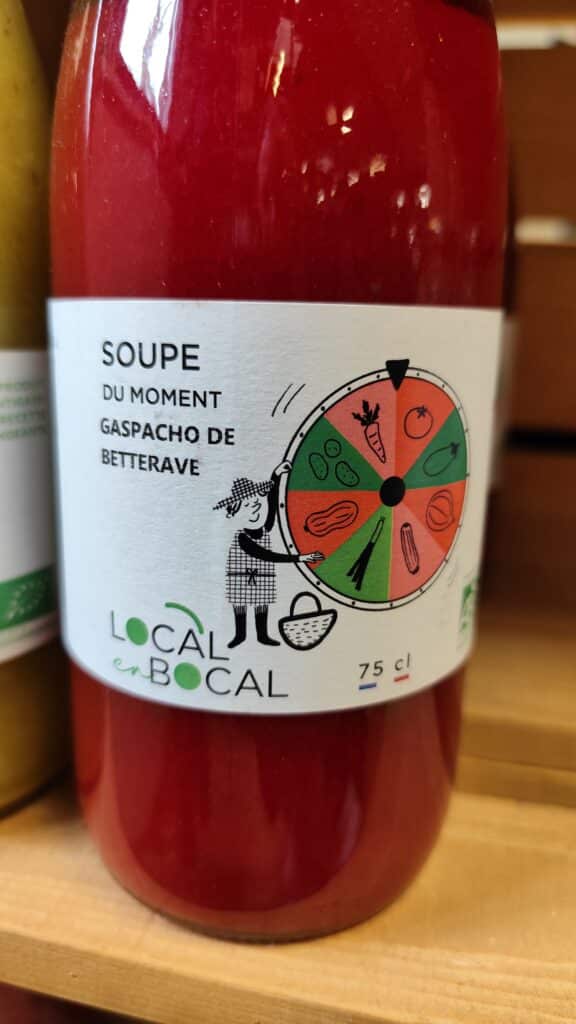 SOUPE
DU MOMENT
GASPACHO DE
BETTERAVE
LOCAL
en BOCAL
75 cl